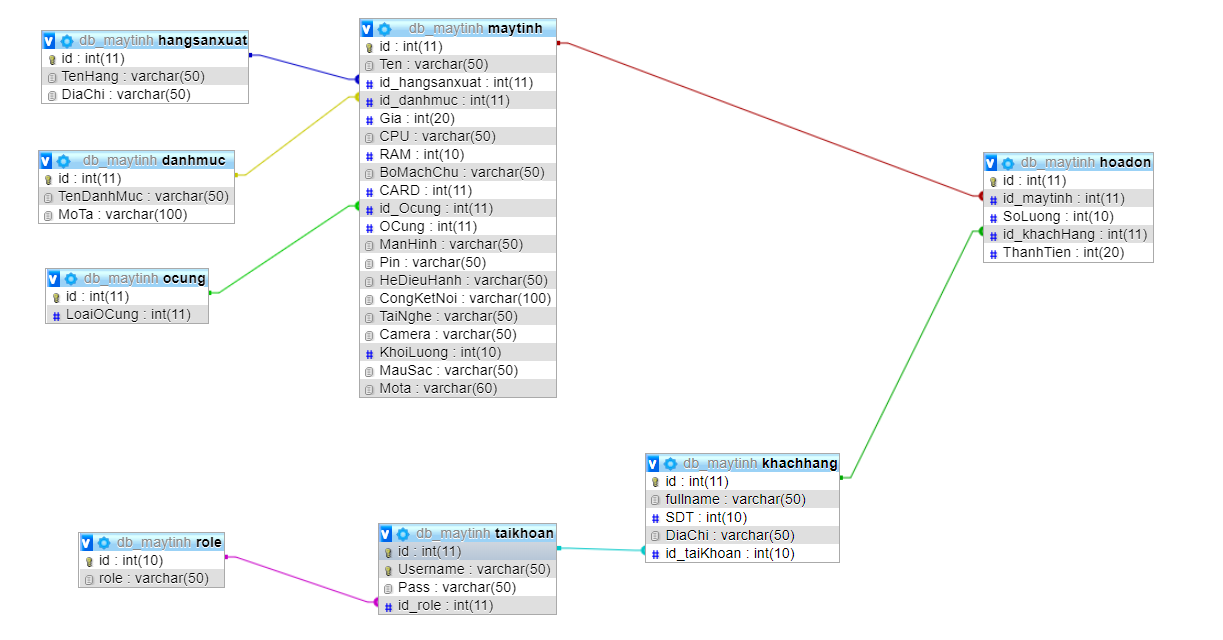 db_maytinh hangsanxuat
id : int(11)
TenHang : varchar(50)
DiaChi : varchar(50)
db_maytinh danhmuc
id : int(11)
TenDanhMuc : varchar(50)
MoTa : varchar(100)
db_maytinh ocung
id : int(11)
# LoaiOCung : int(11)
db_maytinh maytinh
id : int(11)
Ten : varchar(50)
# id_hangsanxuat : int(11)
# id_danhmuc : int(11)
# Gia : int(20)
CPU : varchar(50)
# RAM : int(10)
BoMachChu : varchar(50)
# CARD : int(11)
# id_Ocung : int(11)
# OCung : int(11)
ManHinh : varchar(50)
Pin : varchar(50)
HeDieuHanh : varchar(50)
CongKetNoi : varchar(100)
TaiNghe : varchar(50)
Camera : varchar(50)
# KhoiLuong : int(10)
MauSac : varchar(50)
Mota : varchar(60)
db_maytinh hoadon
id : int(11)
# id_maytinh : int(11)
# SoLuong : int(10)
# id_khachHang : int(11)
# ThanhTien : int(20)
db_maytinh khachhang
id : int(11)
fullname : varchar(50)
# SDT : int(10)
DiaChi : varchar(50)
# id_taiKhoan : int(10)
db_maytinh taikhoan
id : int(11)
Username : varchar(50)
Pass : varchar(50)
# id_role : int(11)
db_maytinh role
id : int(10)
role : varchar(50)